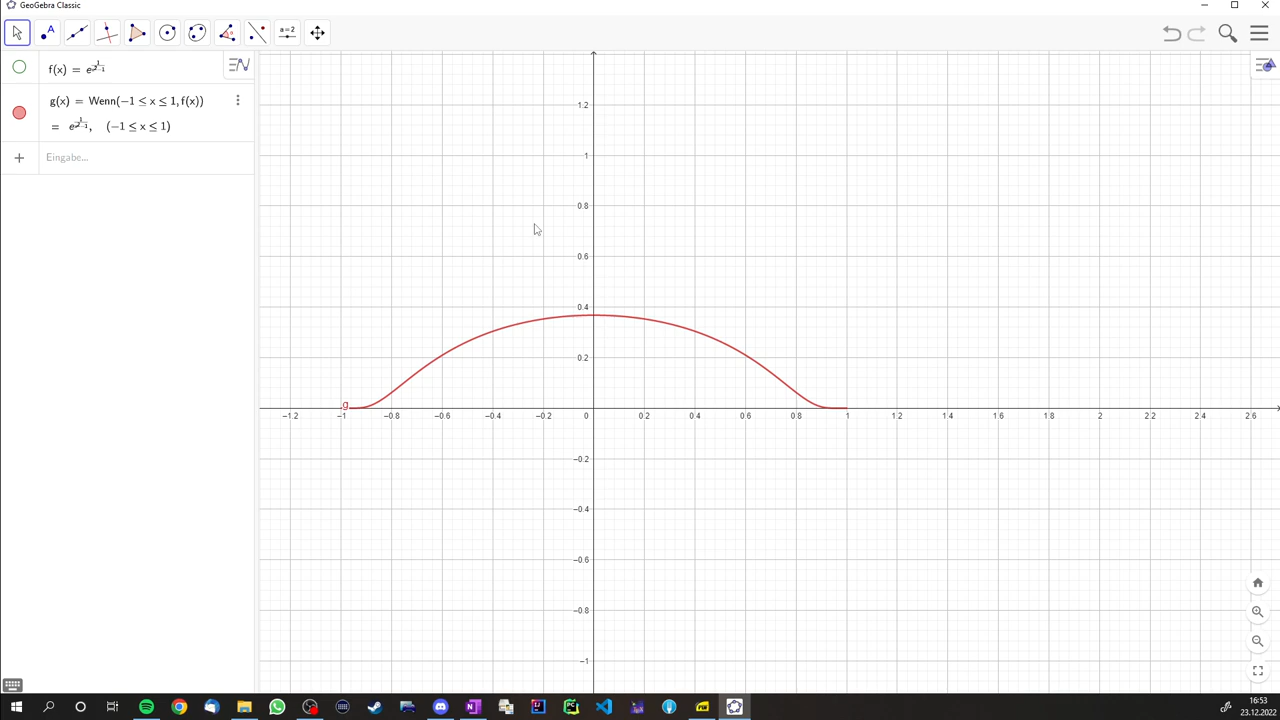 GeoGebra Classic
a=2
f(x) = e^(1/(x²−1))
g(x) = Wenn(−1 ≤ x ≤ 1, f(x))
= e^(1/(x²−1)), (−1 ≤ x ≤ 1)
Eingabe...
1.2
1
0.8
0.6
0.4
0.2
g
−1.2 −1 −0.8 −0.6 −0.4 −0.2 0 0.2 0.4 0.6 0.8 1 1.2 1.4 1.6 1.8 2 2.2 2.4 2.6
−0.2
−0.4
−0.6
−0.8
−1
16:53
23.12.2022